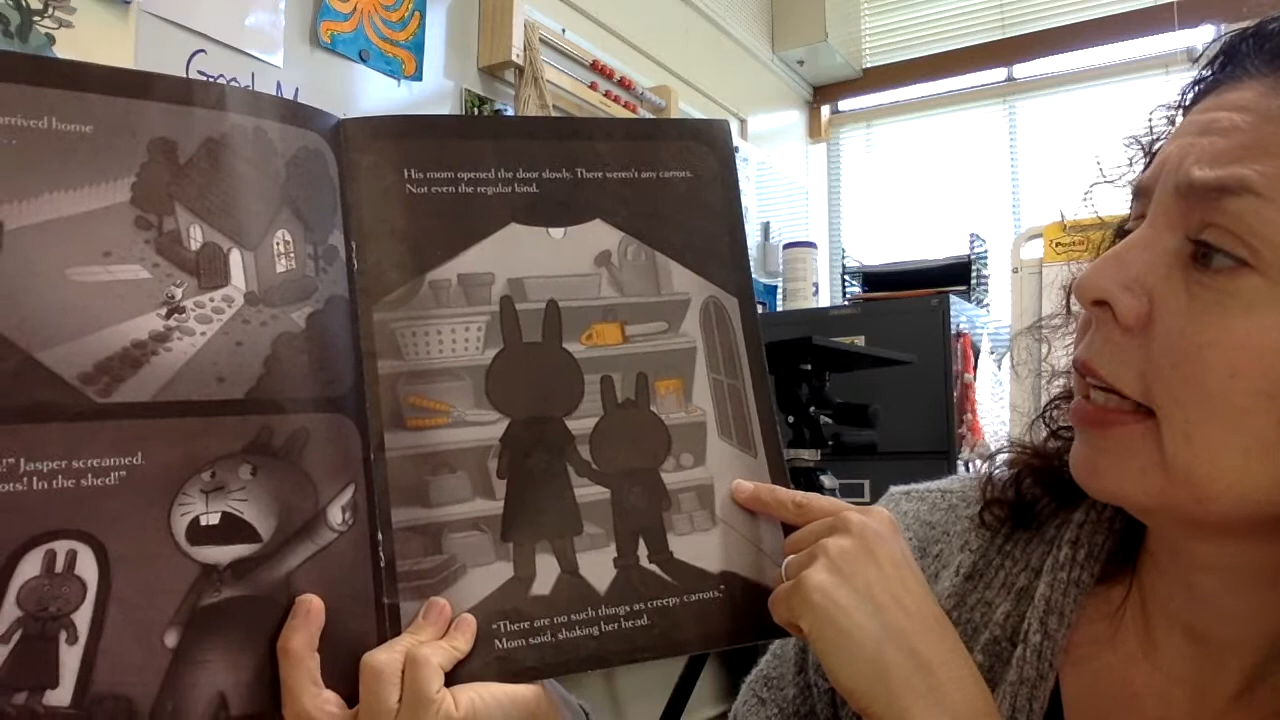 Good M
arrived home
...
!" Jasper screamed.
ots! In the shed!"
His mom opened the door slowly. There weren't any carrots.
Not even the regular kind.
"There are no such things as creepy carrots,"
Mom said, shaking her head.
Post-it